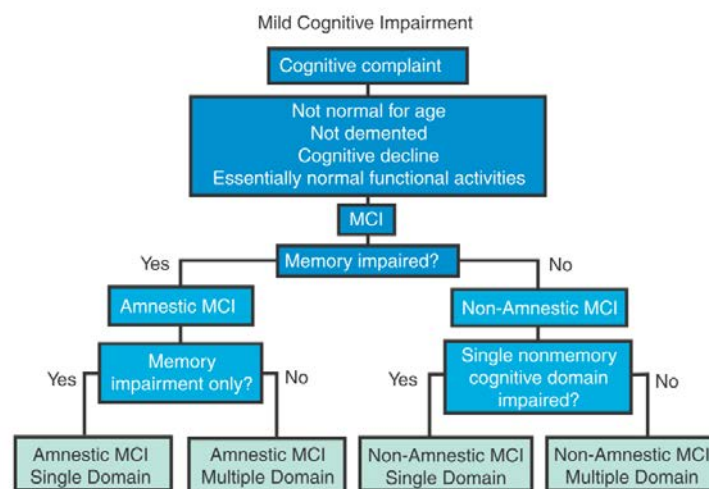 Mild Cognitive Impairment
Cognitive complaint
Not normal for age
Not demented
Cognitive decline
Essentially normal functional activities
MCI
Yes
Memory impaired?
No
Amnestic MCI
Non-Amnestic MCI
Yes
Memory
impairment only?
No
Yes
Single nonmemory
cognitive domain
impaired?
No
Amnestic MCI
Single Domain
Amnestic MCI
Multiple Domain
Non-Amnestic MCI
Single Domain
Non-Amnestic MCI
Multiple Domain